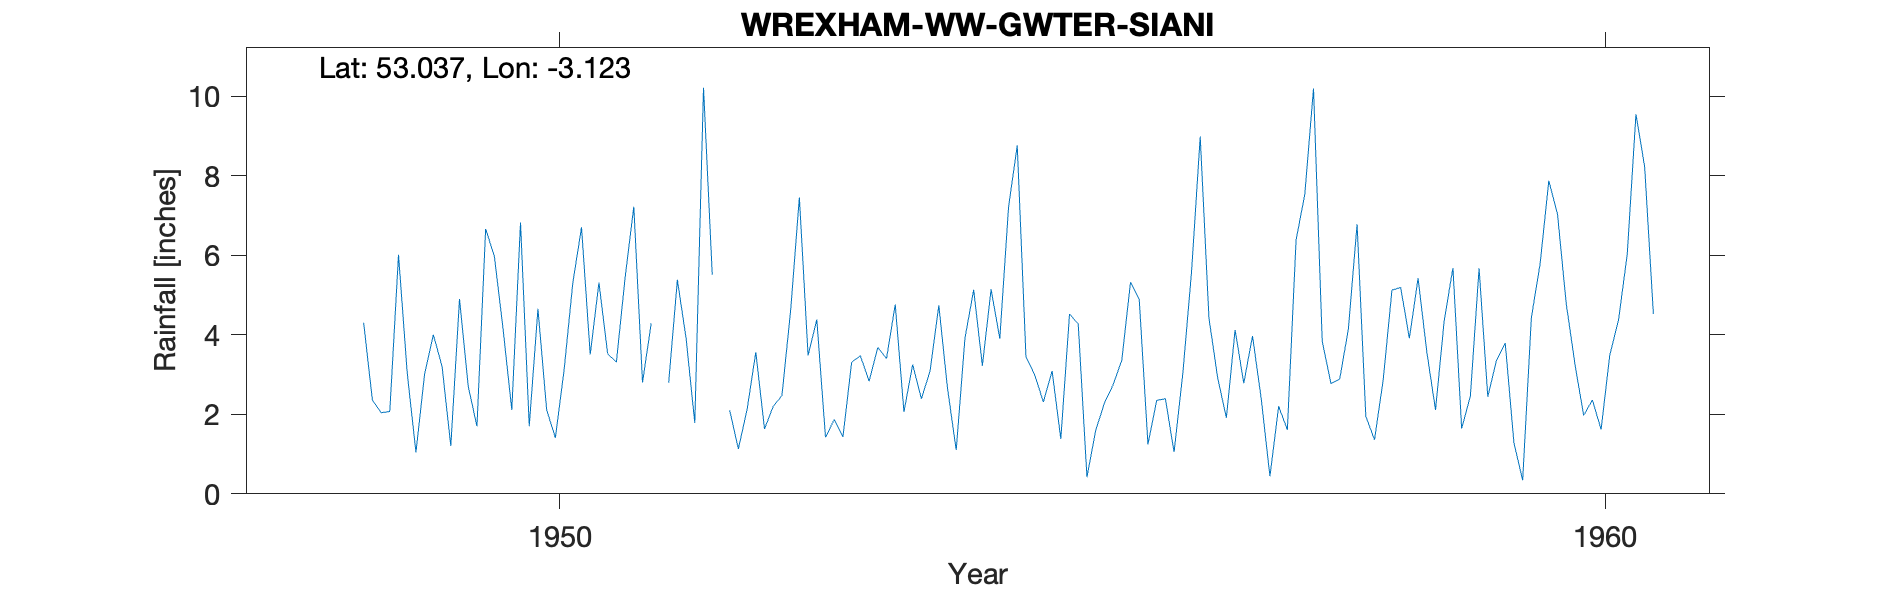 WREXHAM-WW-GWTER-SIANI
Lat: 53.037, Lon: -3.123
10
8
6
4
2
0
Rainfall [inches]
1950
1960
Year